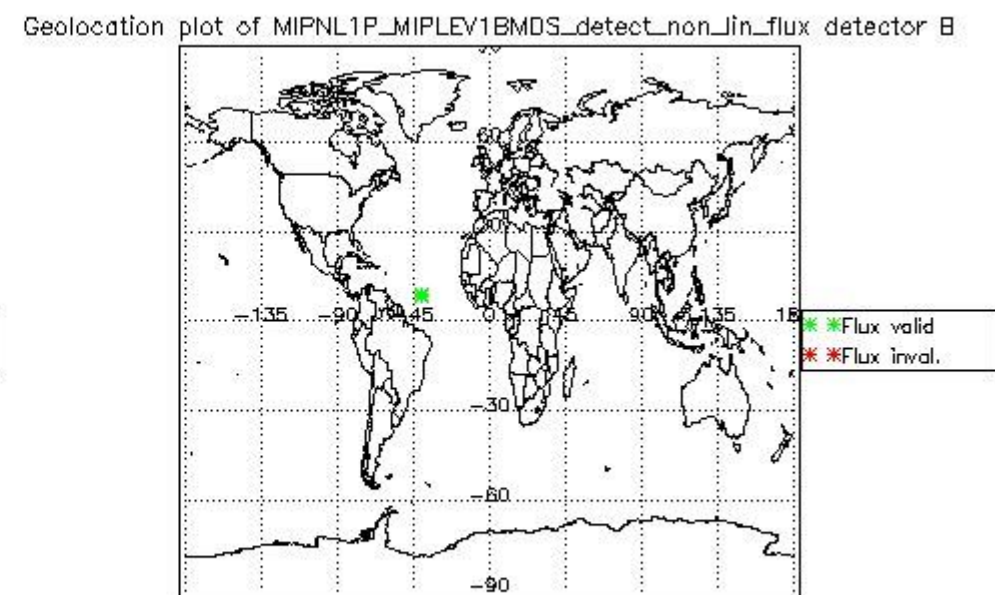 Geolocation plot of MIPNL1P_MIPLEV1BMDS_detect_non_lin_flux detector B
60
-135 -90 -45 0 45 90 135 18
Flux valid
Flux inval.
-30
-60
-90